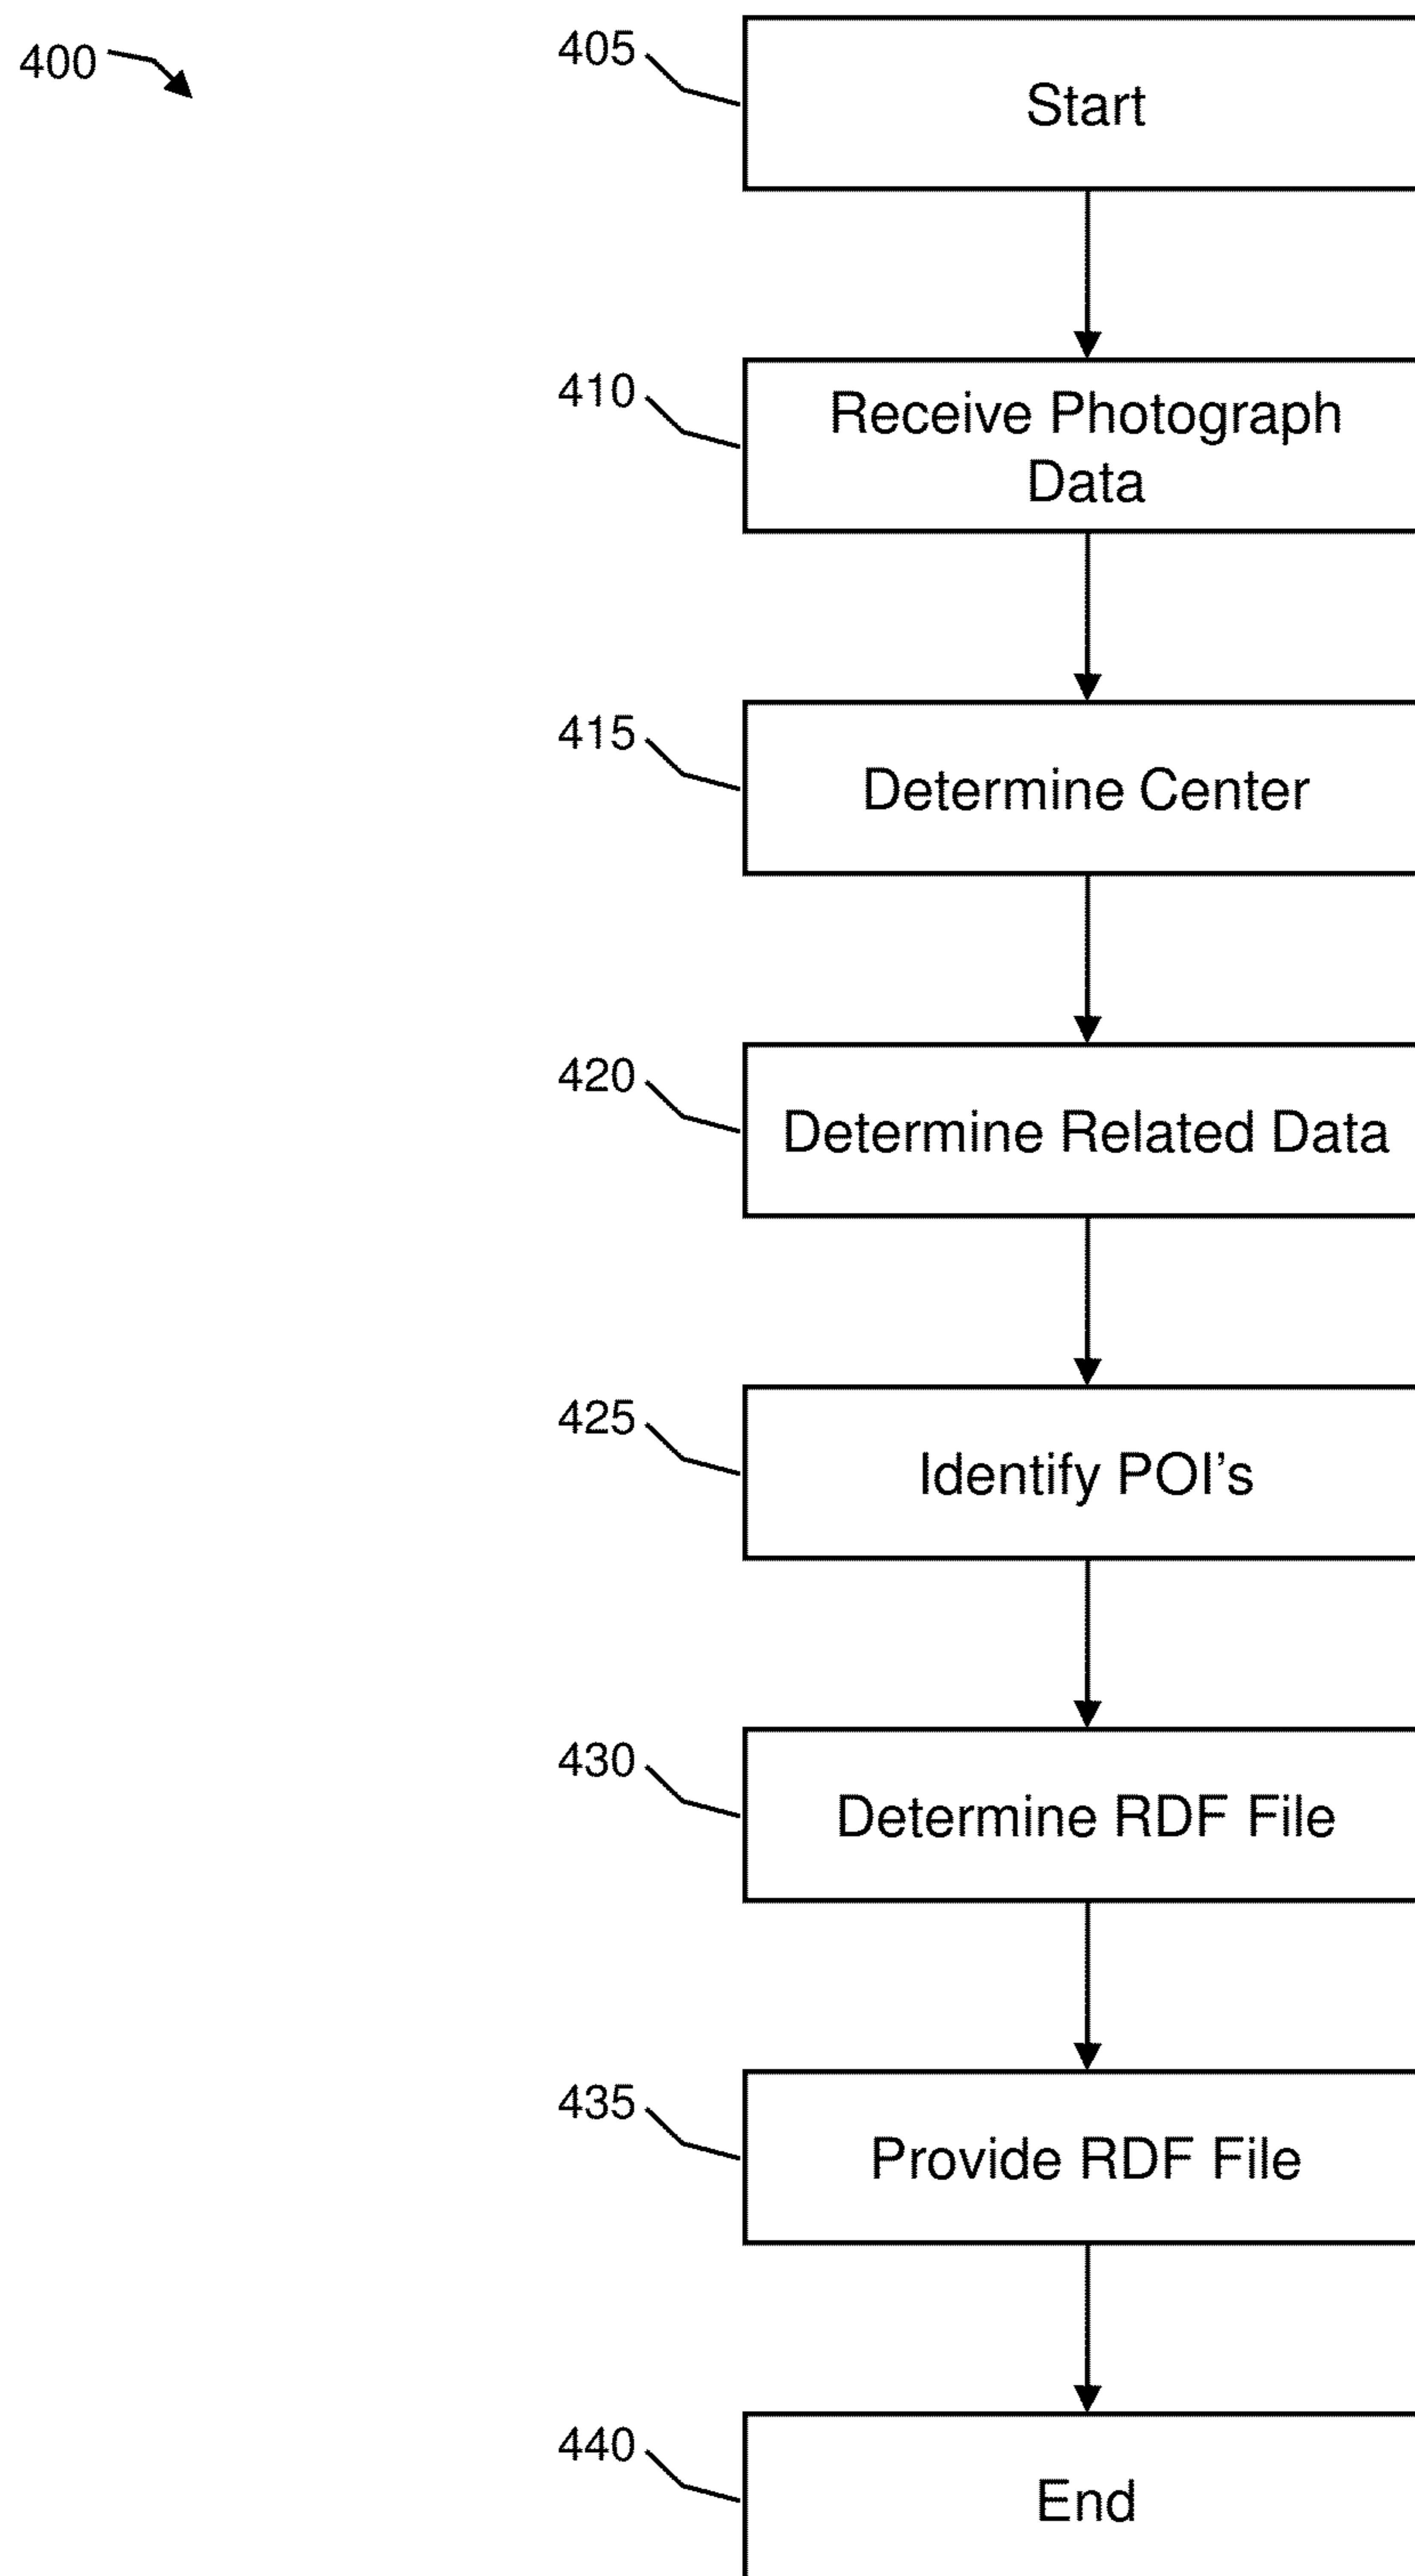 400
405
Start
410
Receive Photograph
Data
415
Determine Center
420
Determine Related Data
425
Identify POI’s
430
Determine RDF File
435
Provide RDF File
440
End